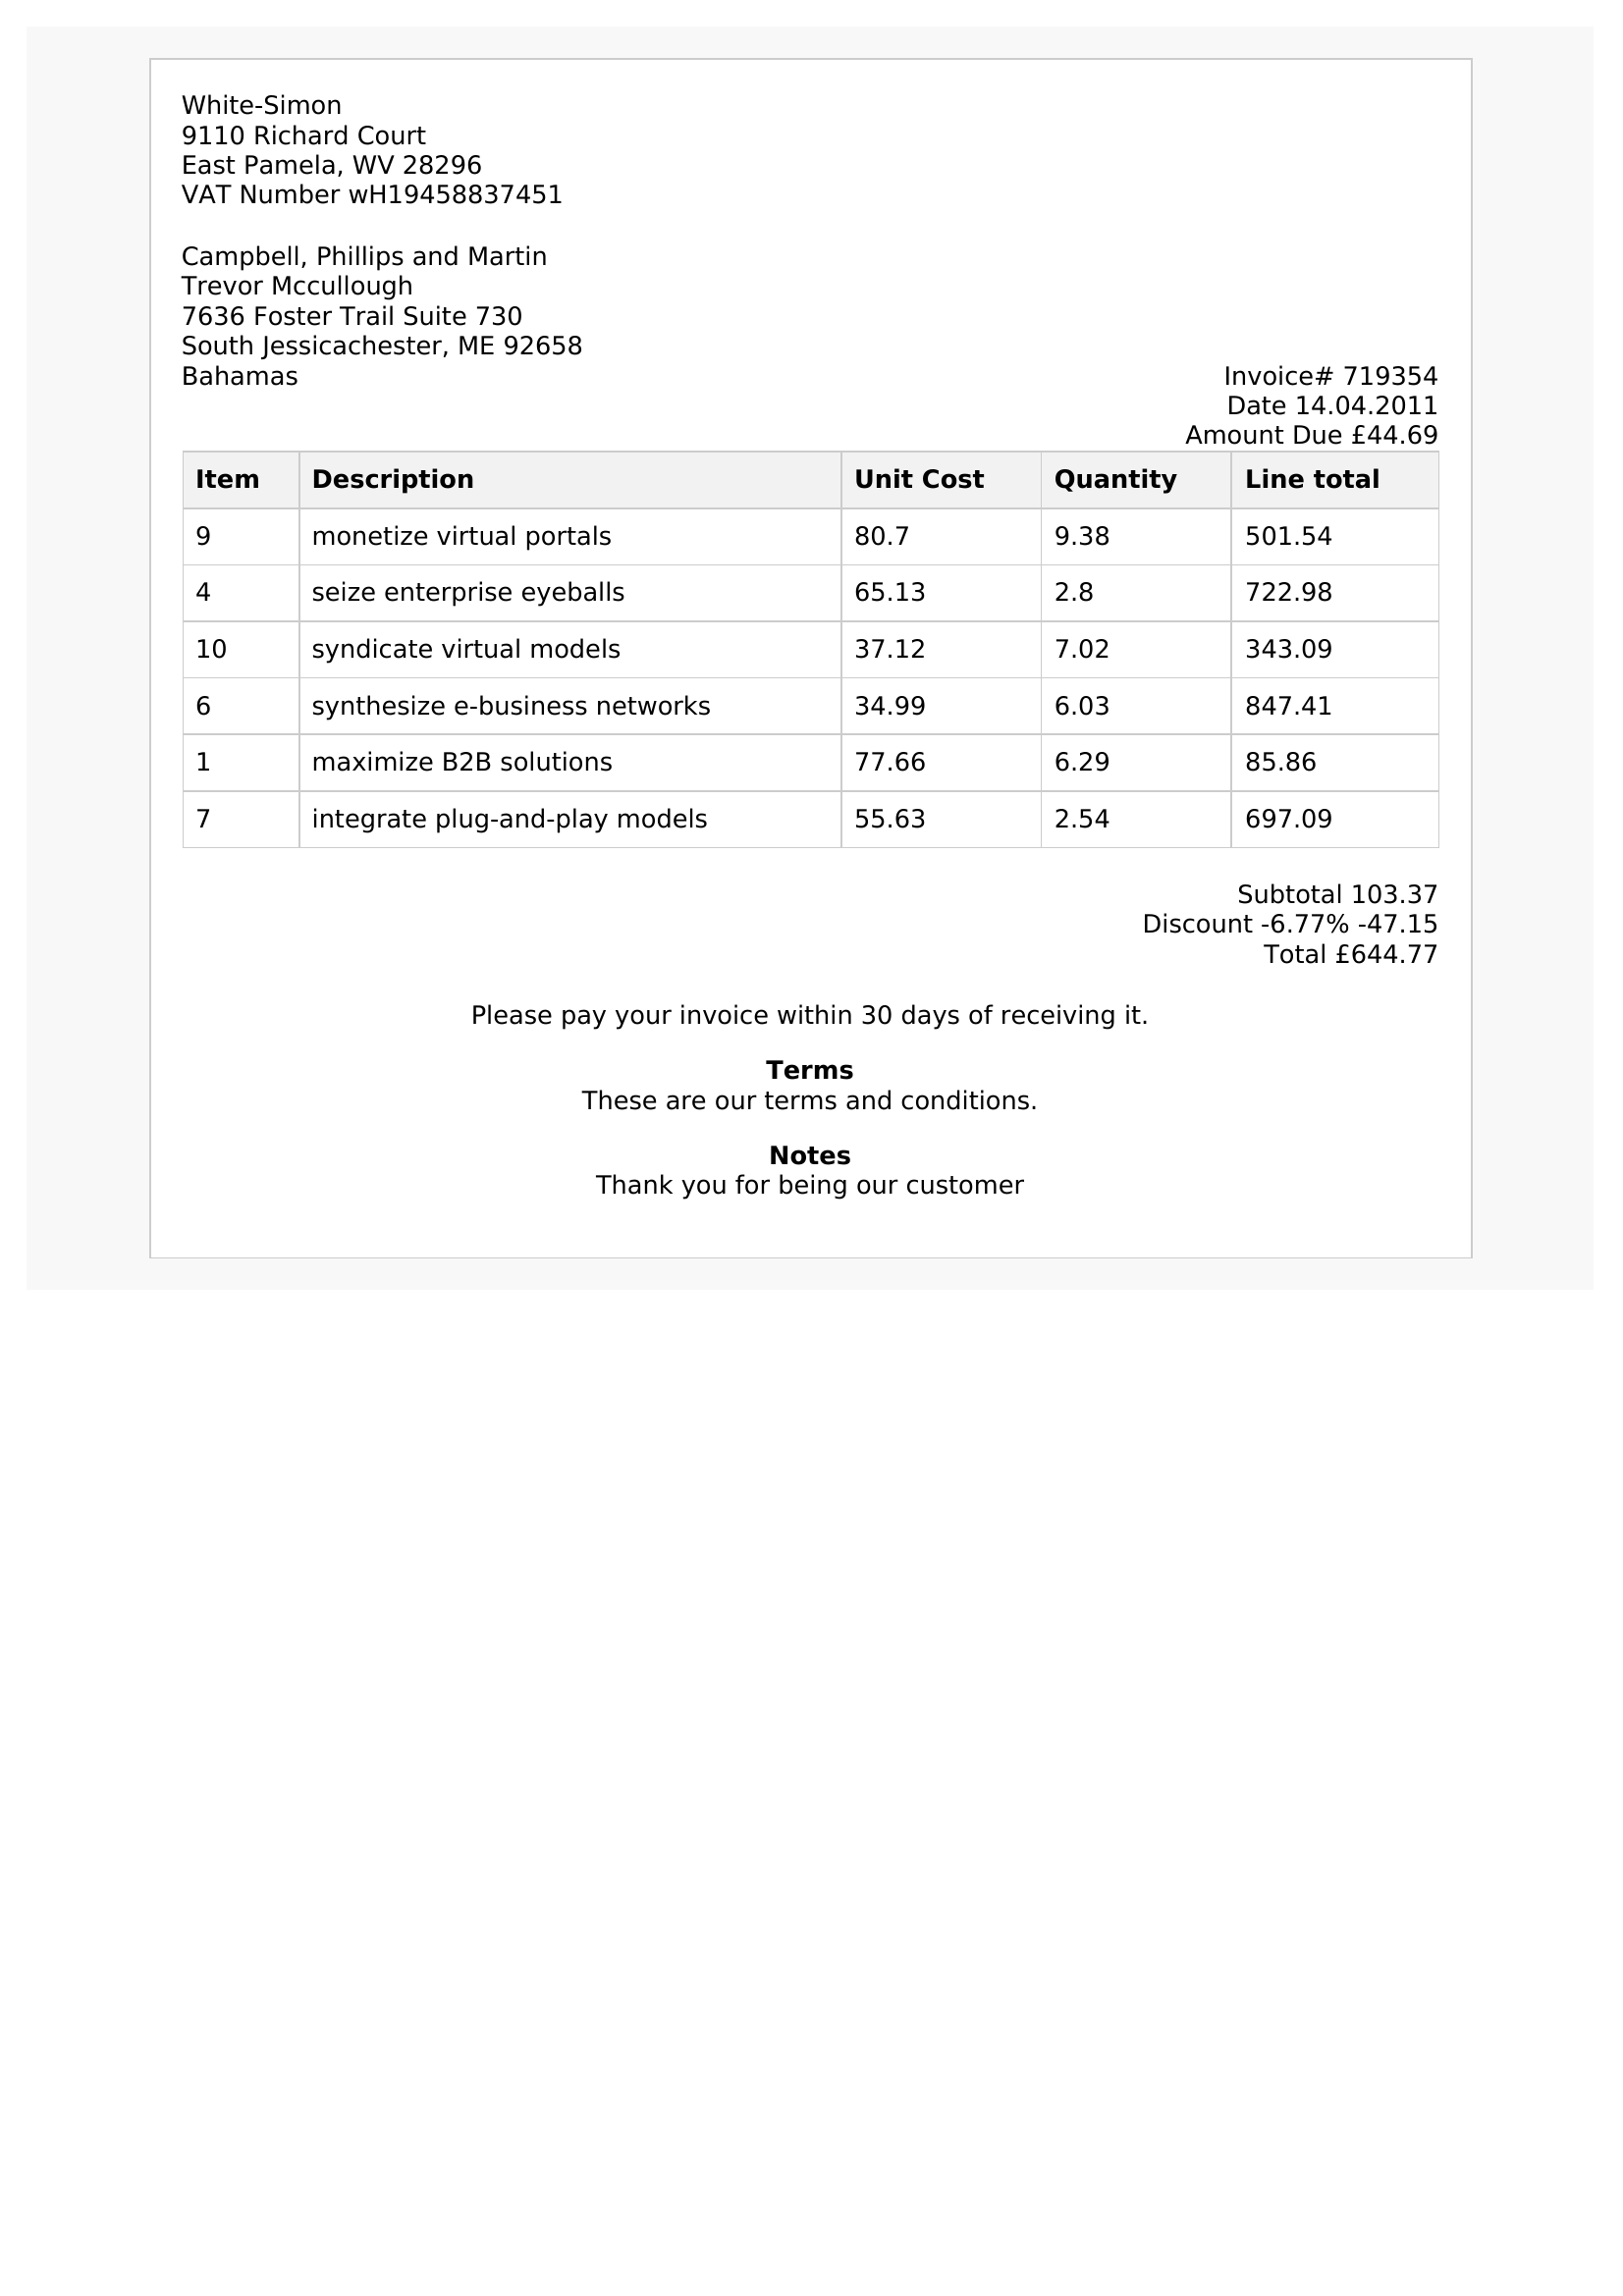 White-Simon
9110 Richard Court
East Pamela, WV 28296
VAT Number wH19458837451
Campbell, Phillips and Martin
Trevor Mccullough
7636 Foster Trail Suite 730
South Jessicachester, ME 92658
Bahamas
Invoice# 719354
Date 14.04.2011
Amount Due £44.69
Item Description Unit Cost Quantity Line total
9 monetize virtual portals 80.7 9.38 501.54
4 seize enterprise eyeballs 65.13 2.8 722.98
10 syndicate virtual models 37.12 7.02 343.09
6 synthesize e-business networks 34.99 6.03 847.41
1 maximize B2B solutions 77.66 6.29 85.86
7 integrate plug-and-play models 55.63 2.54 697.09
Subtotal 103.37
Discount -6.77% -47.15
Total £644.77
Please pay your invoice within 30 days of receiving it.
Terms
These are our terms and conditions.
Notes
Thank you for being our customer